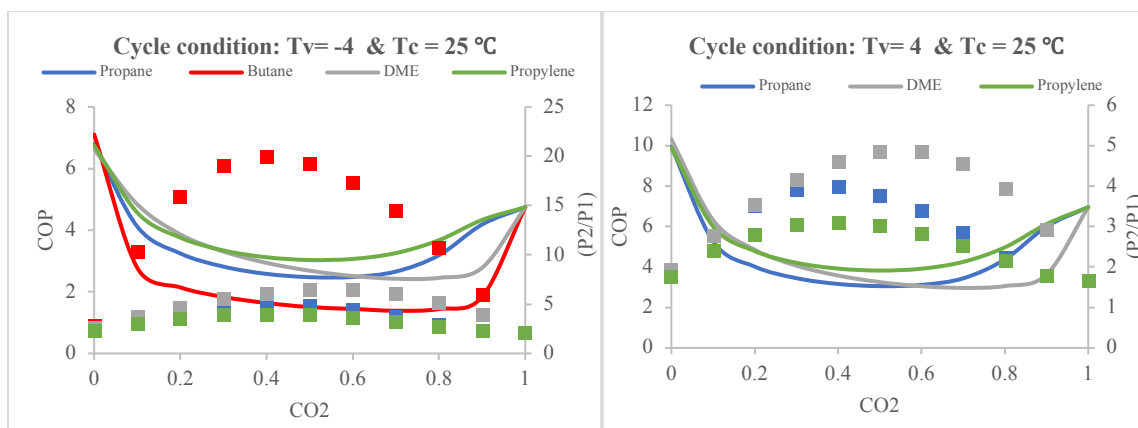 Cycle condition: Tv= -4 & Tc = 25 ℃
Propane Butane DME Propylene
8
7
6
4
2
0
COP
25
20
15
10
5
0
(P2/P1)
0 0.2 0.4 0.6 0.8 1
CO2
Cycle condition: Tv= 4 & Tc = 25 ℃
Propane DME Propylene
12
10
8
6
4
2
0
COP
6
5
4
3
2
1
0
(P2/P1)
0 0.2 0.4 0.6 0.8 1
CO2